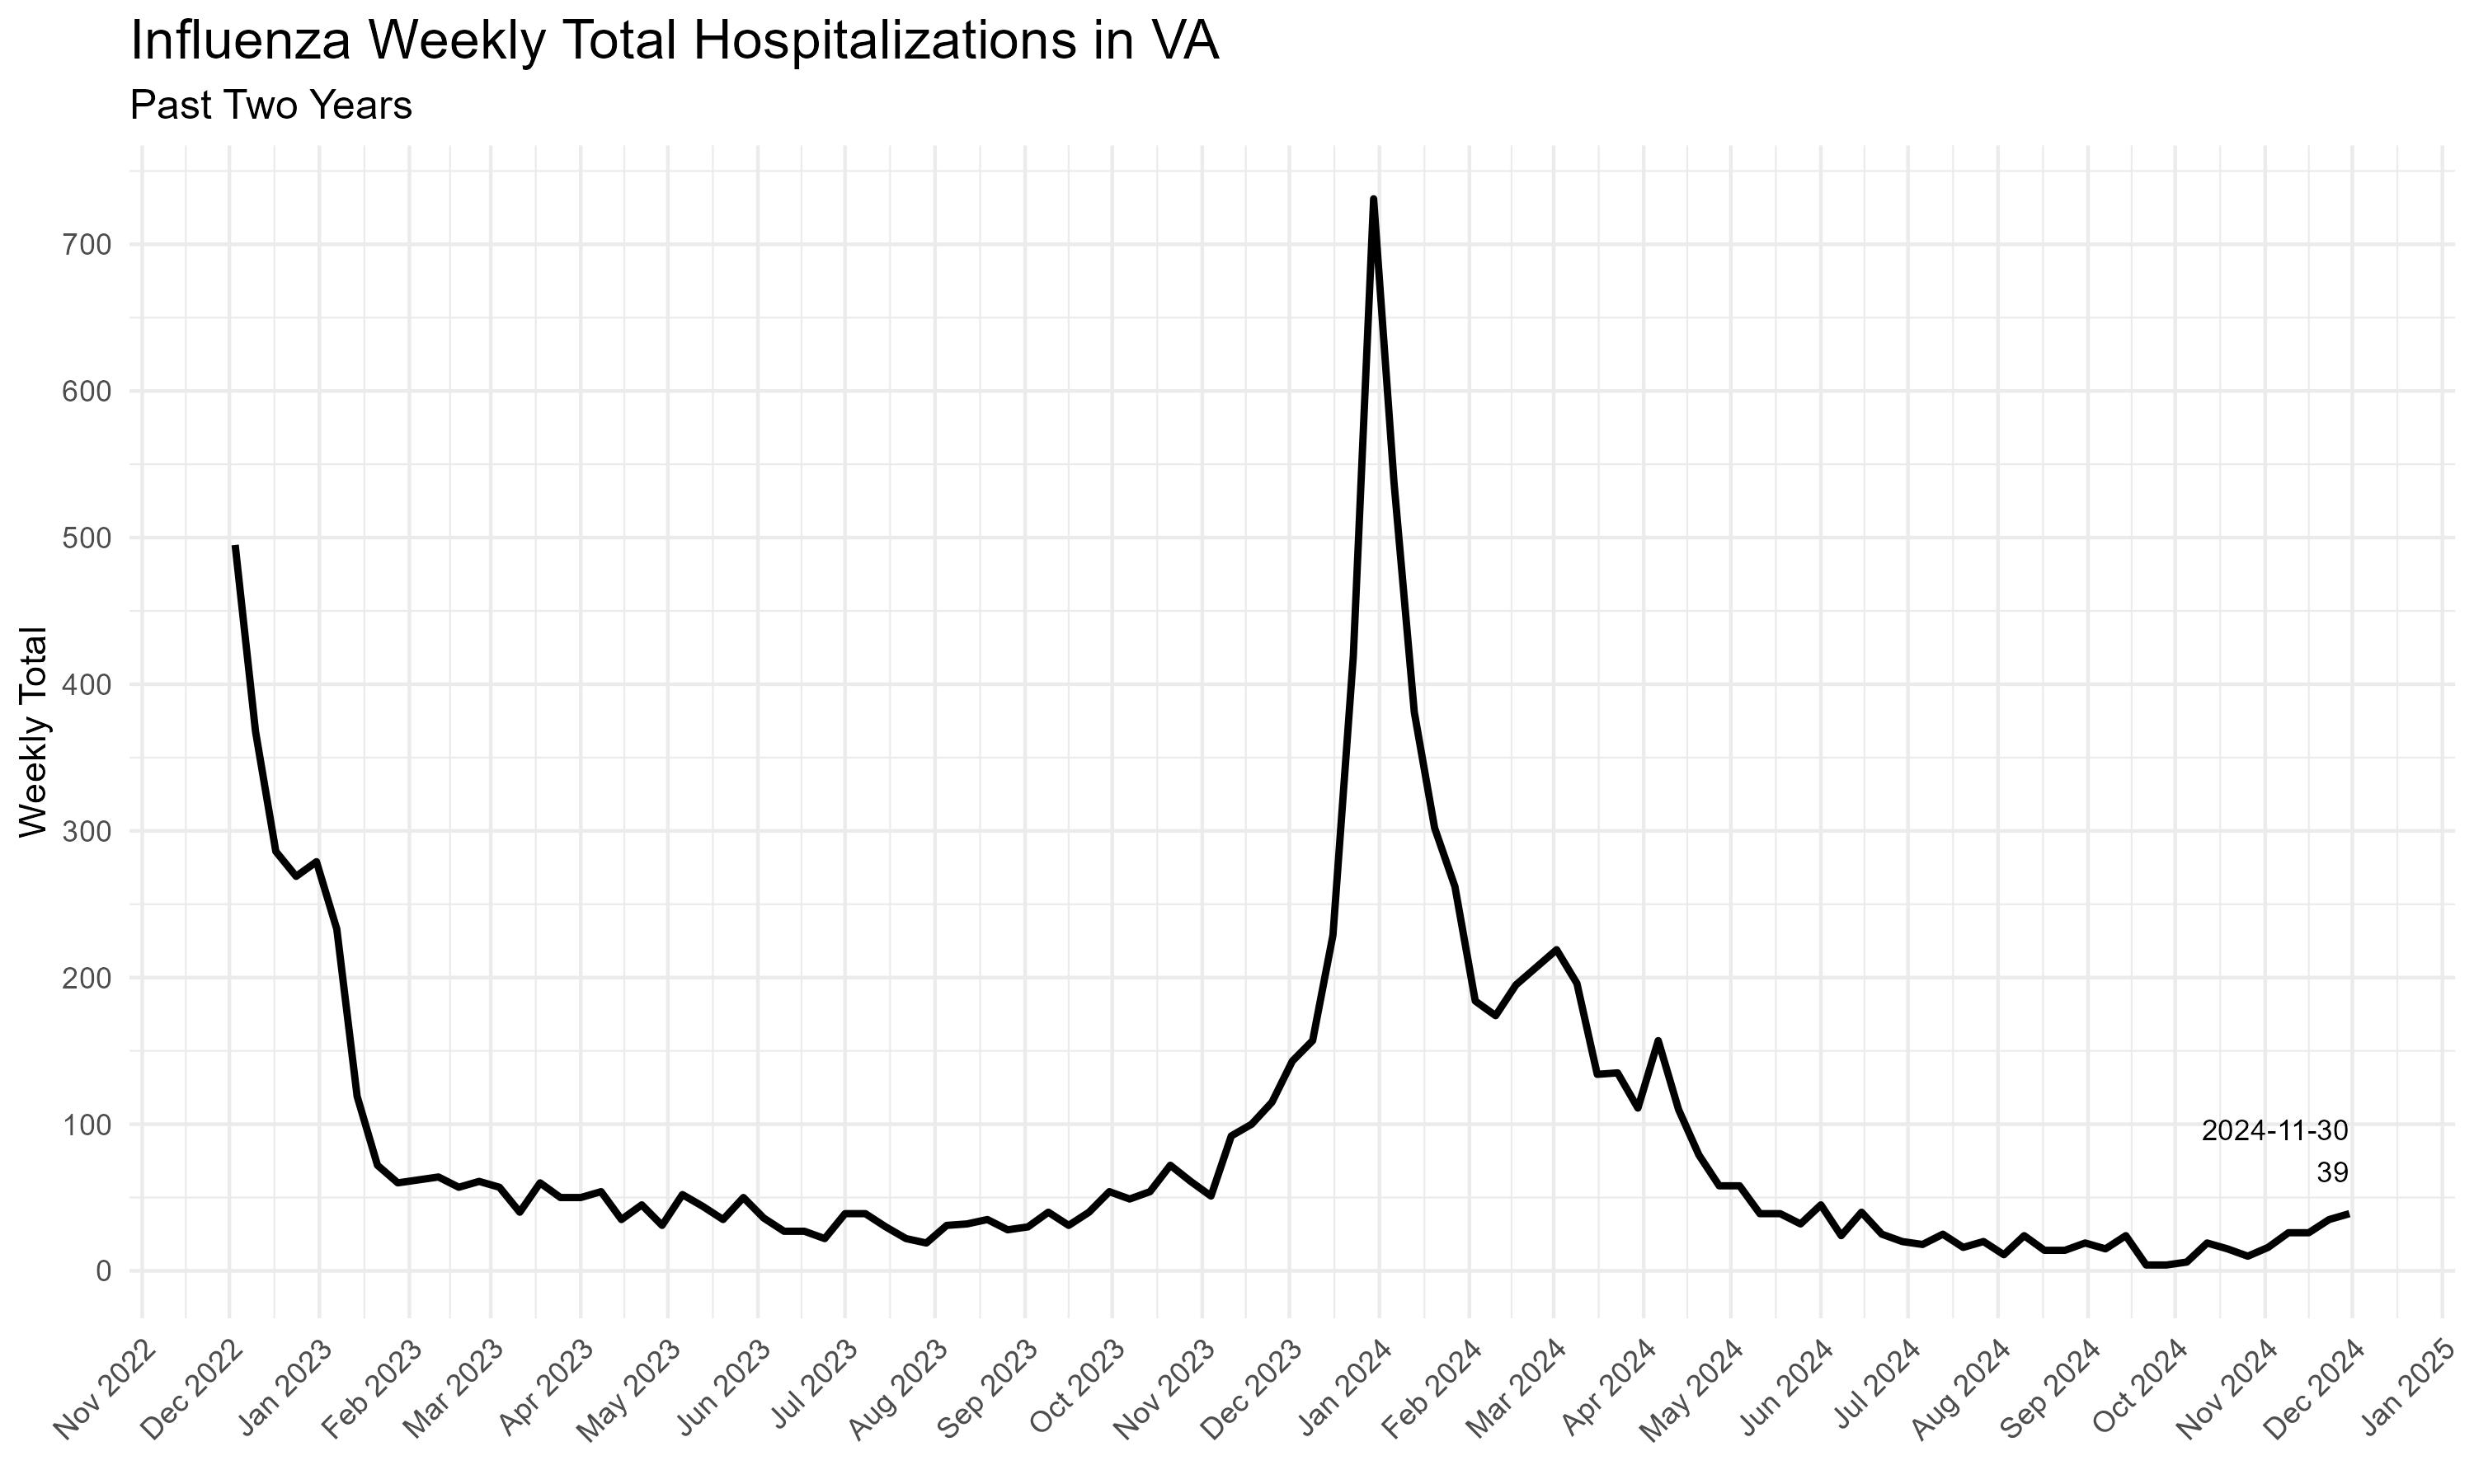 Influenza Weekly Total Hospitalizations in VA
Past Two Years
Weekly Total
700
600
500
400
300
200
100
0
2024-11-30
39
Nov 2022
Dec 2022
Jan 2023
Feb 2023
Mar 2023
Apr 2023
May 2023
Jun 2023
Jul 2023
Aug 2023
Sep 2023
Oct 2023
Nov 2023
Dec 2023
Jan 2024
Feb 2024
Mar 2024
Apr 2024
May 2024
Jun 2024
Jul 2024
Aug 2024
Sep 2024
Oct 2024
Nov 2024
Dec 2024
Jan 2025